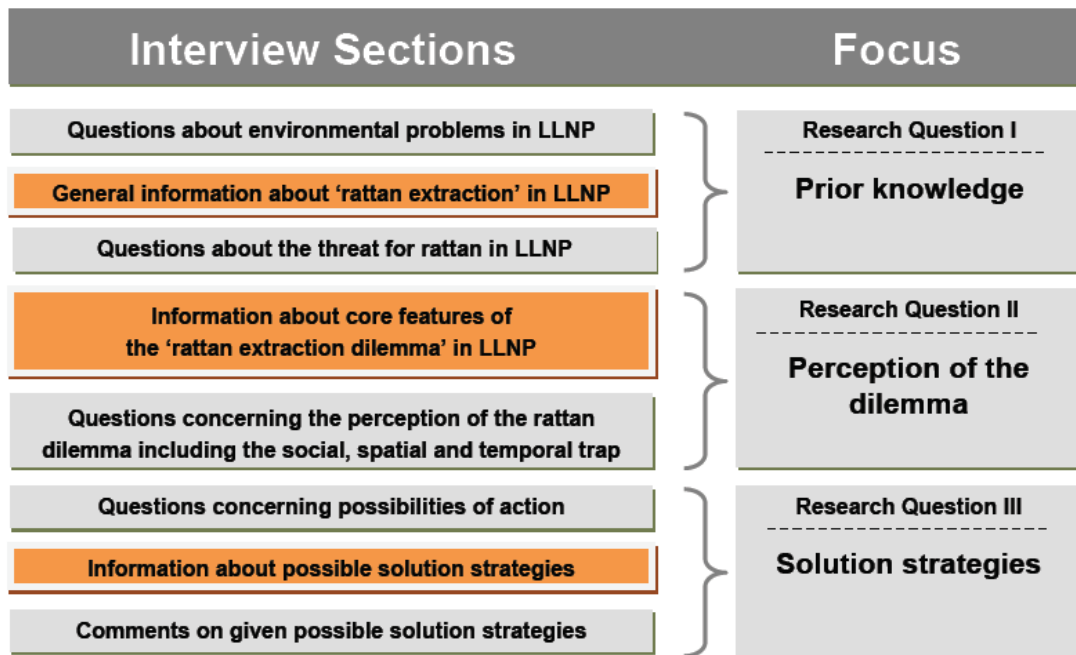 Interview Sections
Focus
Questions about environmental problems in LLNP
General information about ‘rattan extraction’ in LLNP
Questions about the threat for rattan in LLNP
Research Question I
Prior knowledge
Information about core features of
the ‘rattan extraction dilemma’ in LLNP
Questions concerning the perception of the rattan
dilemma including the social, spatial and temporal trap
Research Question II
Perception of the
dilemma
Questions concerning possibilities of action
Information about possible solution strategies
Comments on given possible solution strategies
Research Question III
Solution strategies